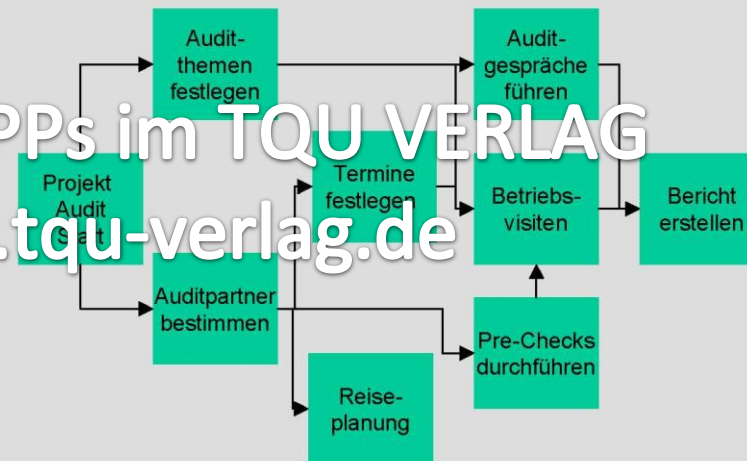 Audit-
themen
festlegen
Audit-
gespräche
führen
PPs im TQU VERLAG
Projekt
Audit
Start
Termine
festlegen
Betriebs-
visiten
Bericht
erstellen
.tqu-verlag.de
Auditpartner
bestimmen
Pre-Checks
durchführen
Reise-
planung